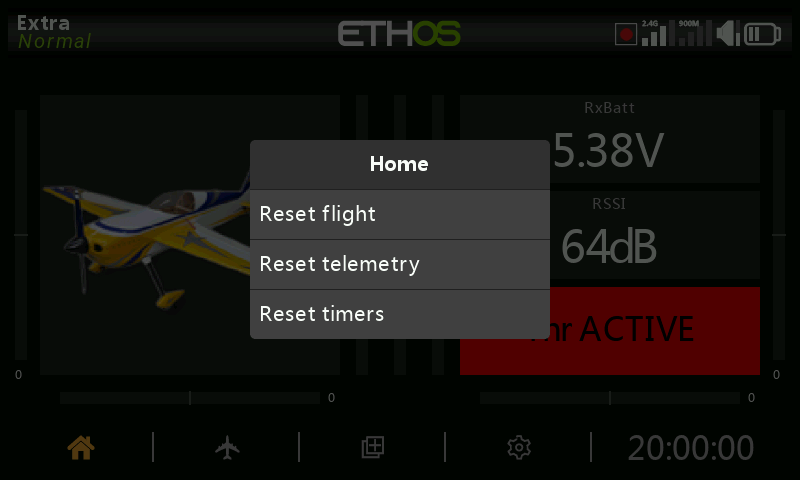 Extra
Normal
ETHOS
2.4G
900M
RxBatt
5.38V
RSSI
64dB
ACTIVE
Home
Reset flight
Reset telemetry
Reset timers
0
0
0
0
20:00:00